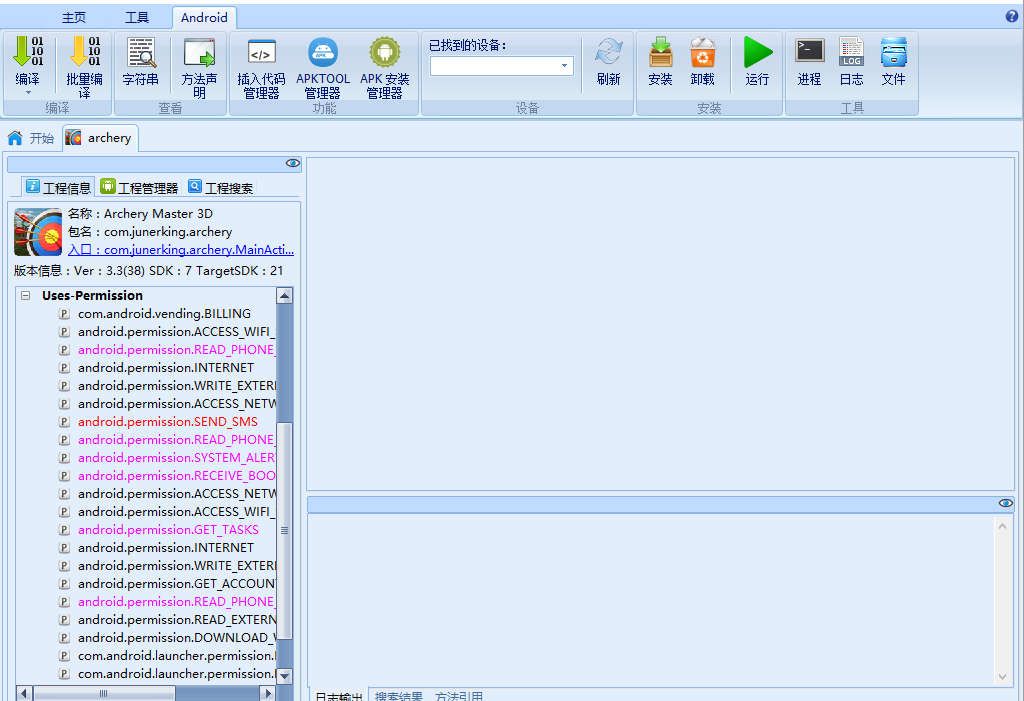 主页 工具 Android
编译 批量编译 字符串 方法声明 插入代码管理器 APKTOOL管理器 APK 安装管理器 已找到的设备: 刷新 安装 卸载 运行 进程 日志 文件
编译 查看 功能 设备 安装 工具
开始 archery
工程信息 工程管理器 工程搜索
名称 : Archery Master 3D
包名 : com.junerking.archery
入口 : com.junerking.archery.MainActi...
版本信息 : Ver : 3.3(38) SDK : 7 TargetSDK : 21
Uses-Permission
com.android.vending.BILLING
android.permission.ACCESS_WIFI_
android.permission.READ_PHONE_
android.permission.INTERNET
android.permission.WRITE_EXTER
android.permission.ACCESS_NETW
android.permission.SEND_SMS
android.permission.READ_PHONE_
android.permission.SYSTEM_ALER
android.permission.RECEIVE_BOO
android.permission.ACCESS_NETW
android.permission.ACCESS_WIFI_
android.permission.GET_TASKS
android.permission.INTERNET
android.permission.WRITE_EXTER
android.permission.GET_ACCOUN
android.permission.READ_PHONE_
android.permission.READ_EXTERN
android.permission.DOWNLOAD_
com.android.launcher.permission.
com.android.launcher.permission.
日志输出 搜索结果 方法引用